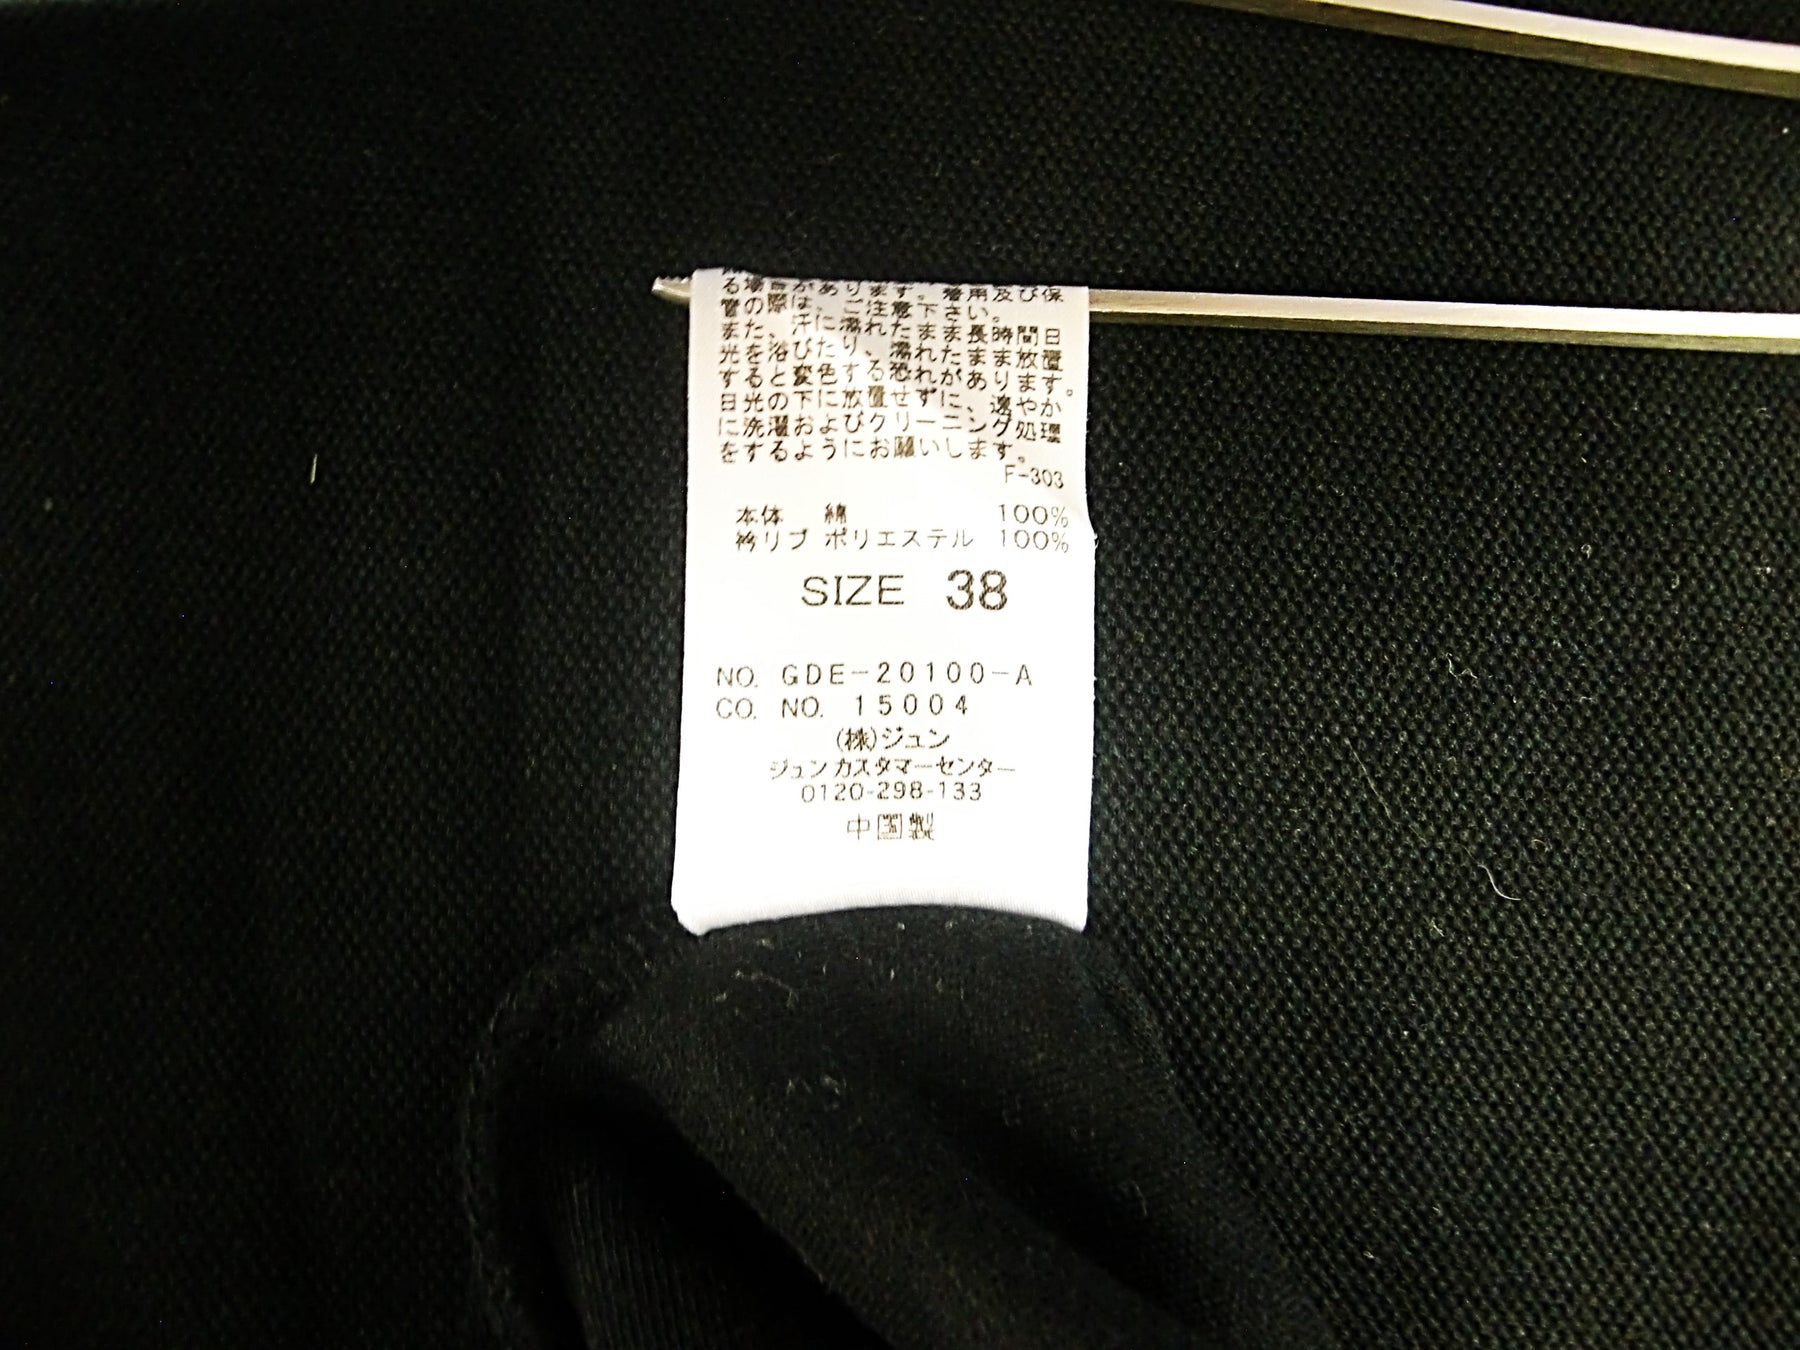 る場合があります。着用及び保
管の際は、ご注意下さい。
また、汗に濡れたまま長時間日
光を浴びたり、濡れたまま放置
すると変色する恐れがあります。
日光の下に放置せずに、速やか
に洗濯およびクリーニング処理
をするようにお願いします。
F-303
本体 綿 100%
衿リブ ポリエステル 100%
SIZE 38
NO. GDE-20100-A
CO. NO. 15004
(株)ジュン
ジュンカスタマーセンター
0120-298-133
中国製